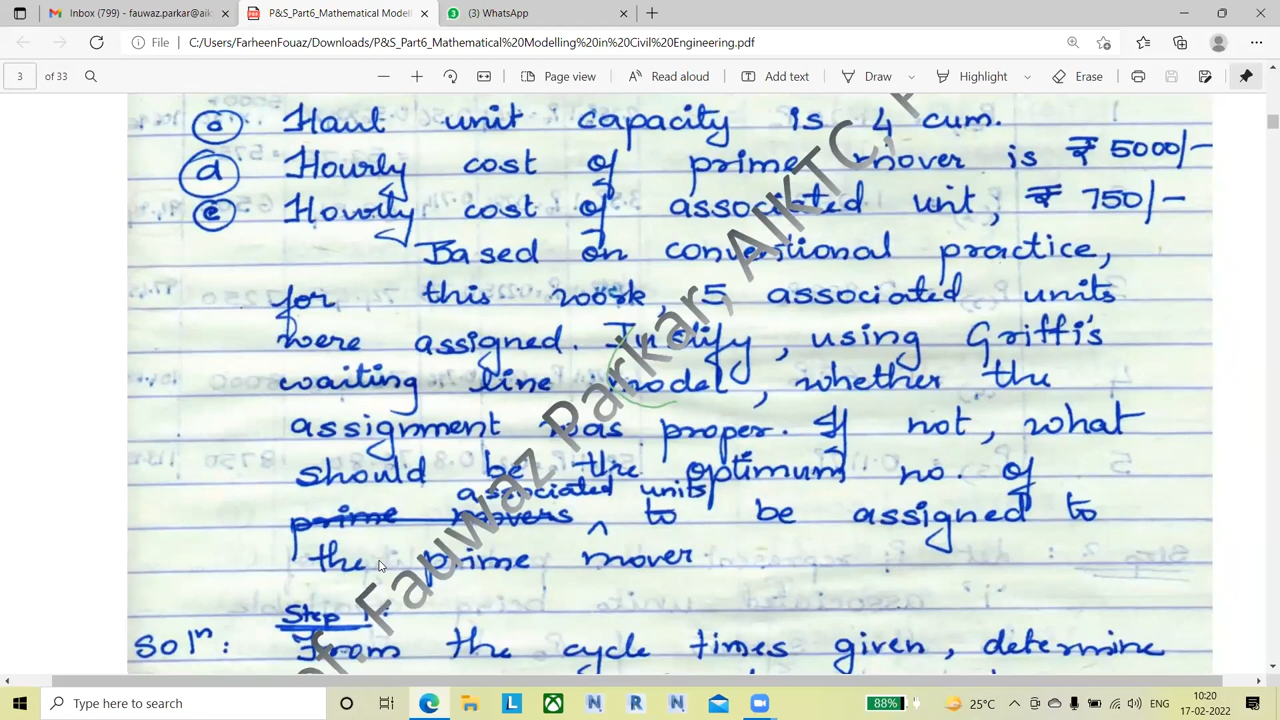 Inbox (799) - fauwaz.parkar@aik
P&S_Part6_Mathematical Modell
(3) WhatsApp
File C:/Users/FarheenFouaz/Downloads/P&S_Part6_Mathematical%20Modelling%20in%20Civil%20Engineering.pdf
3 of 33 Page view Read aloud Add text Draw Highlight Erase
Haul unit capacity is 4 cum.
(d) Hourly cost of prime mover is ₹ 5000/-
(e) Hourly cost of associated unit, ₹ 750/-
Based on conventional practice,
for this work, 5 associated units
were assigned. Justify, using Griffi's
waiting line model, whether the
assignment was proper. If not, what
should be the optimum no. of
associated units
prime movers ^ to be assigned to
the prime mover.
Step 1:
Solⁿ: From the cycle times given, determine
Prof. Fauwaz Parkar, AIKTC, P
Type here to search
88%
25°C
ENG
10:20
17-02-2022